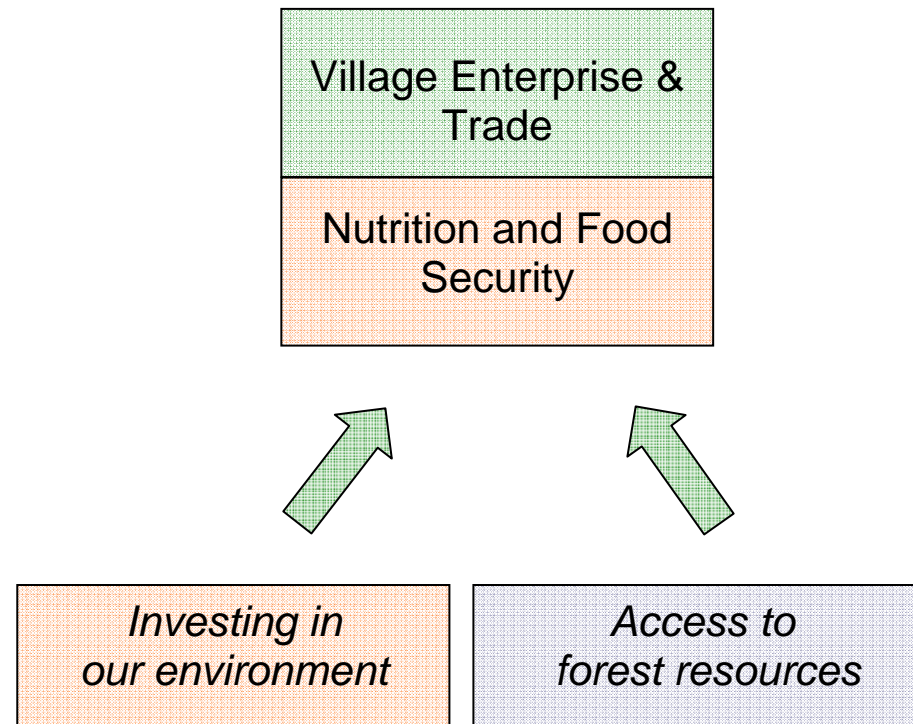 Village Enterprise &
Trade
Nutrition and Food
Security
Investing in
our environment
Access to
forest resources